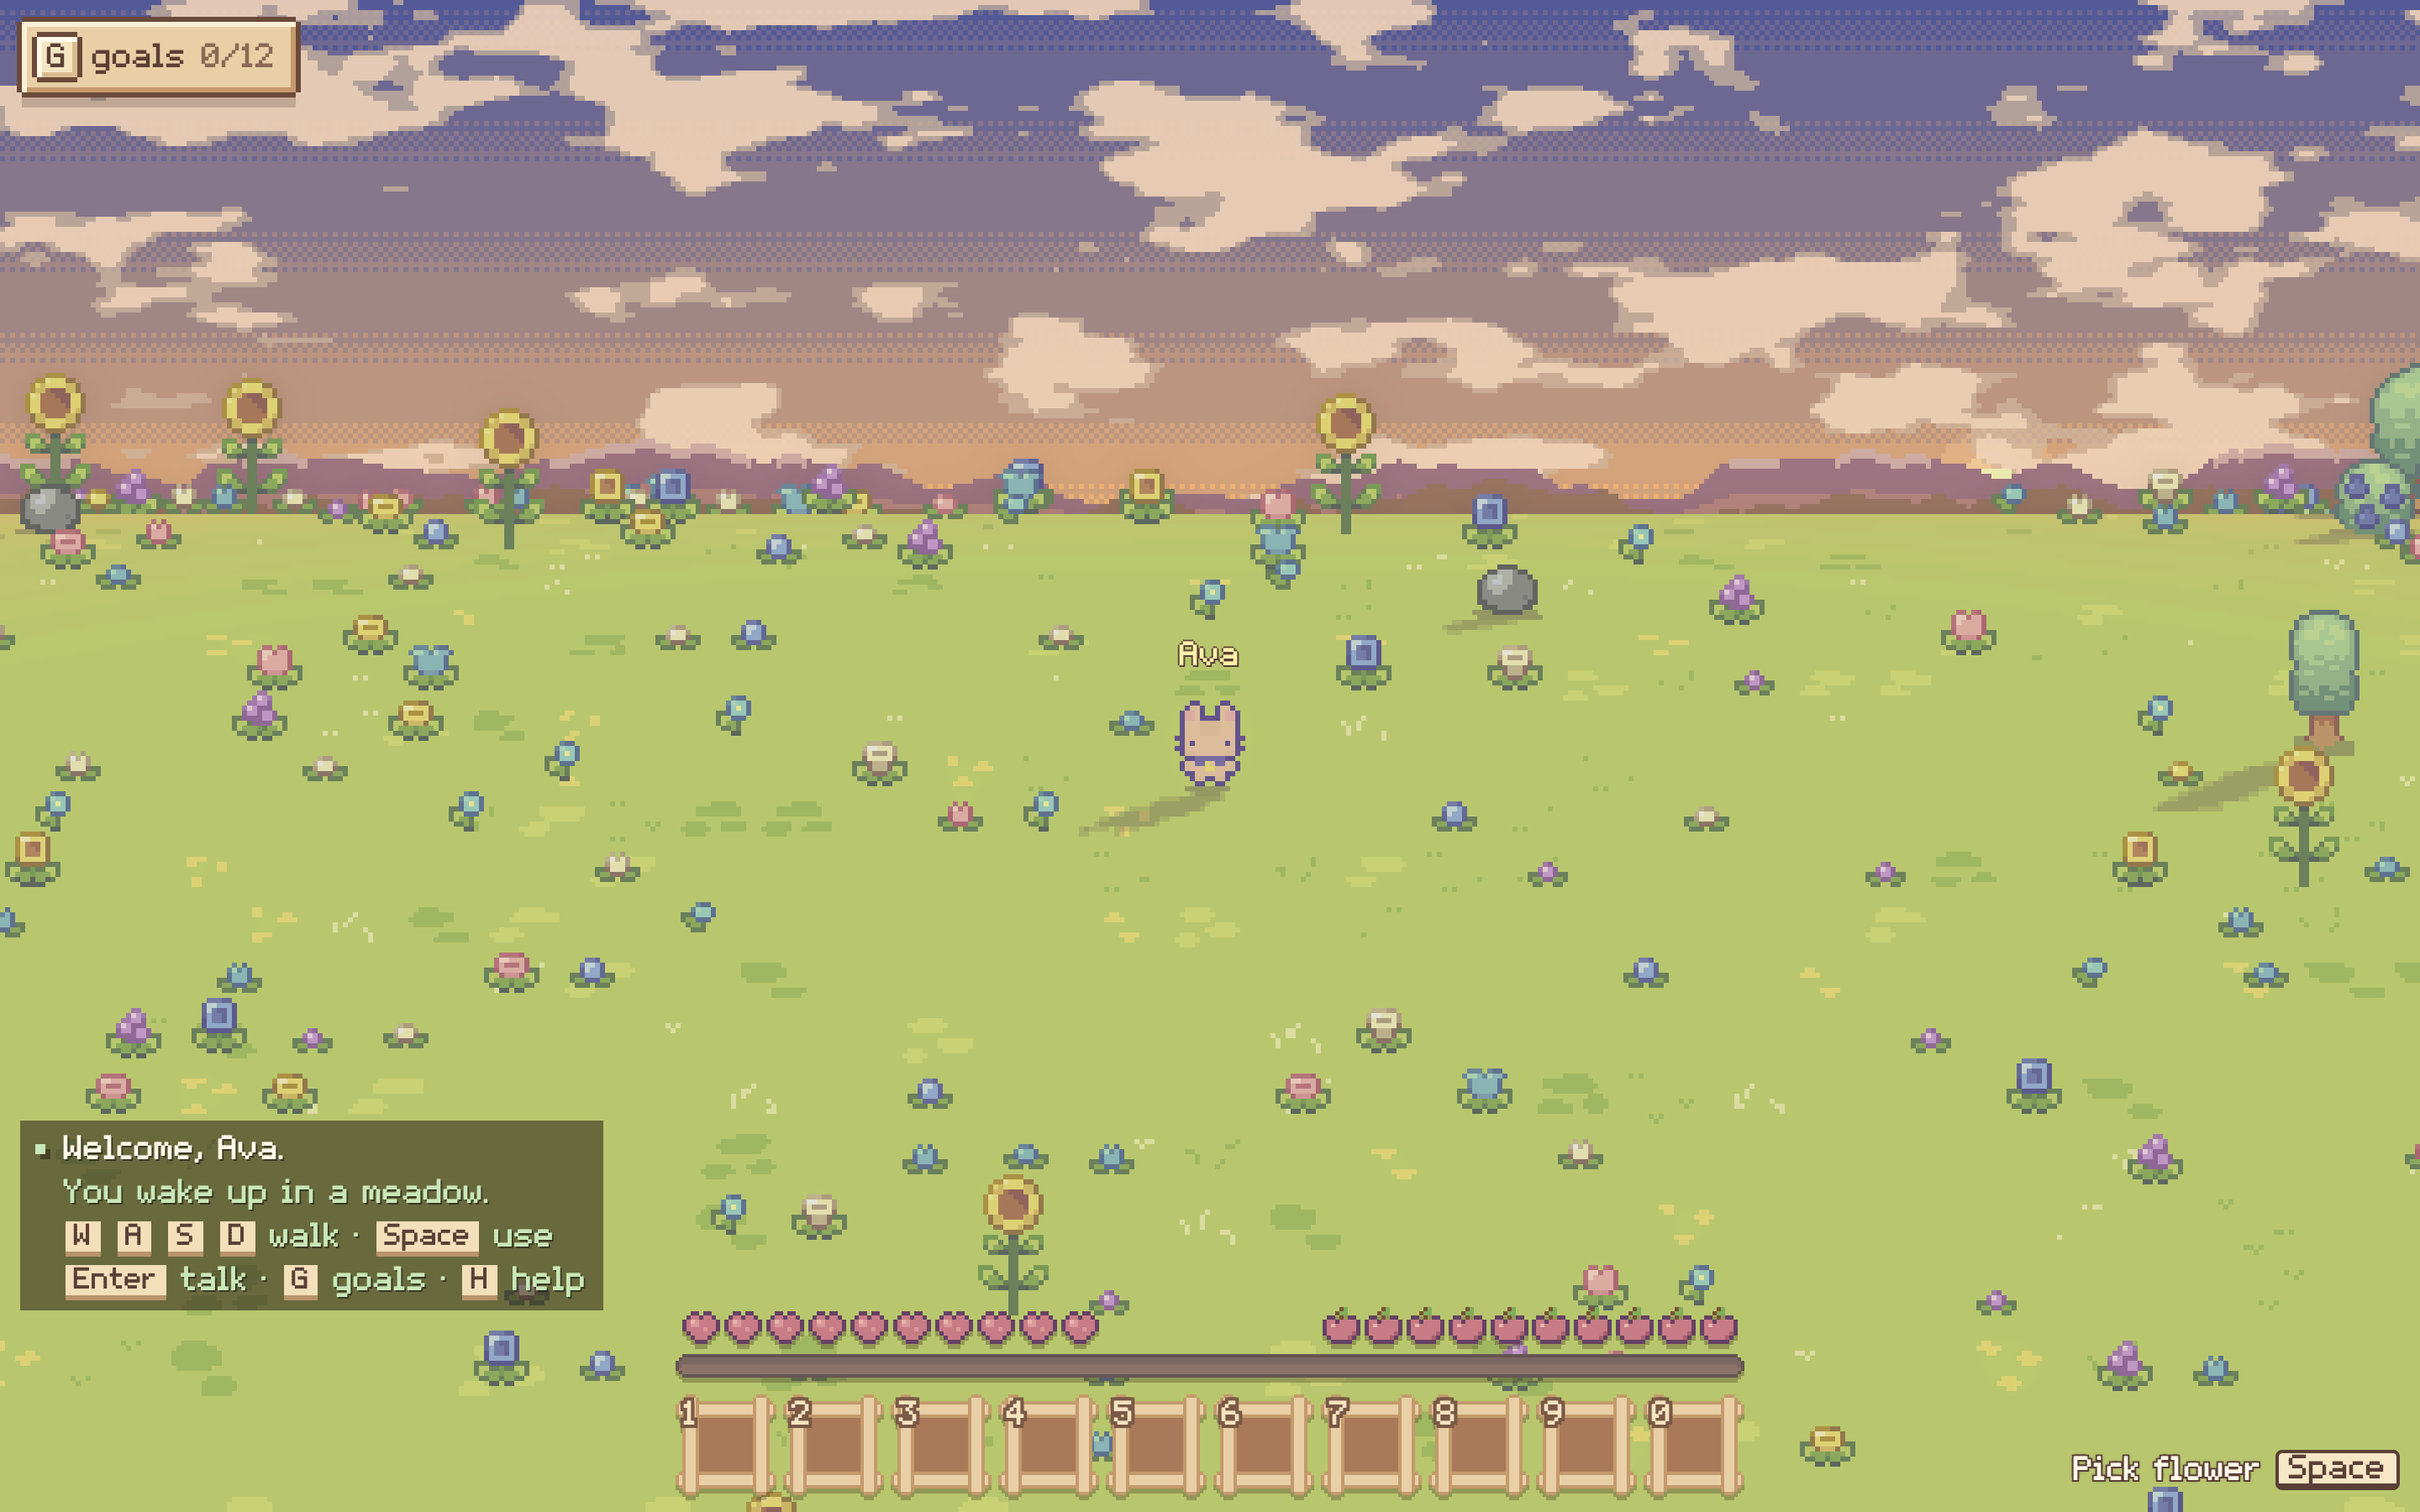 G goals 0/12
Ava
Welcome, Ava.
You wake up in a meadow.
W A S D walk · Space use
Enter talk · G goals · H help
1 2 3 4 5 6 7 8 9 0
Pick flower Space